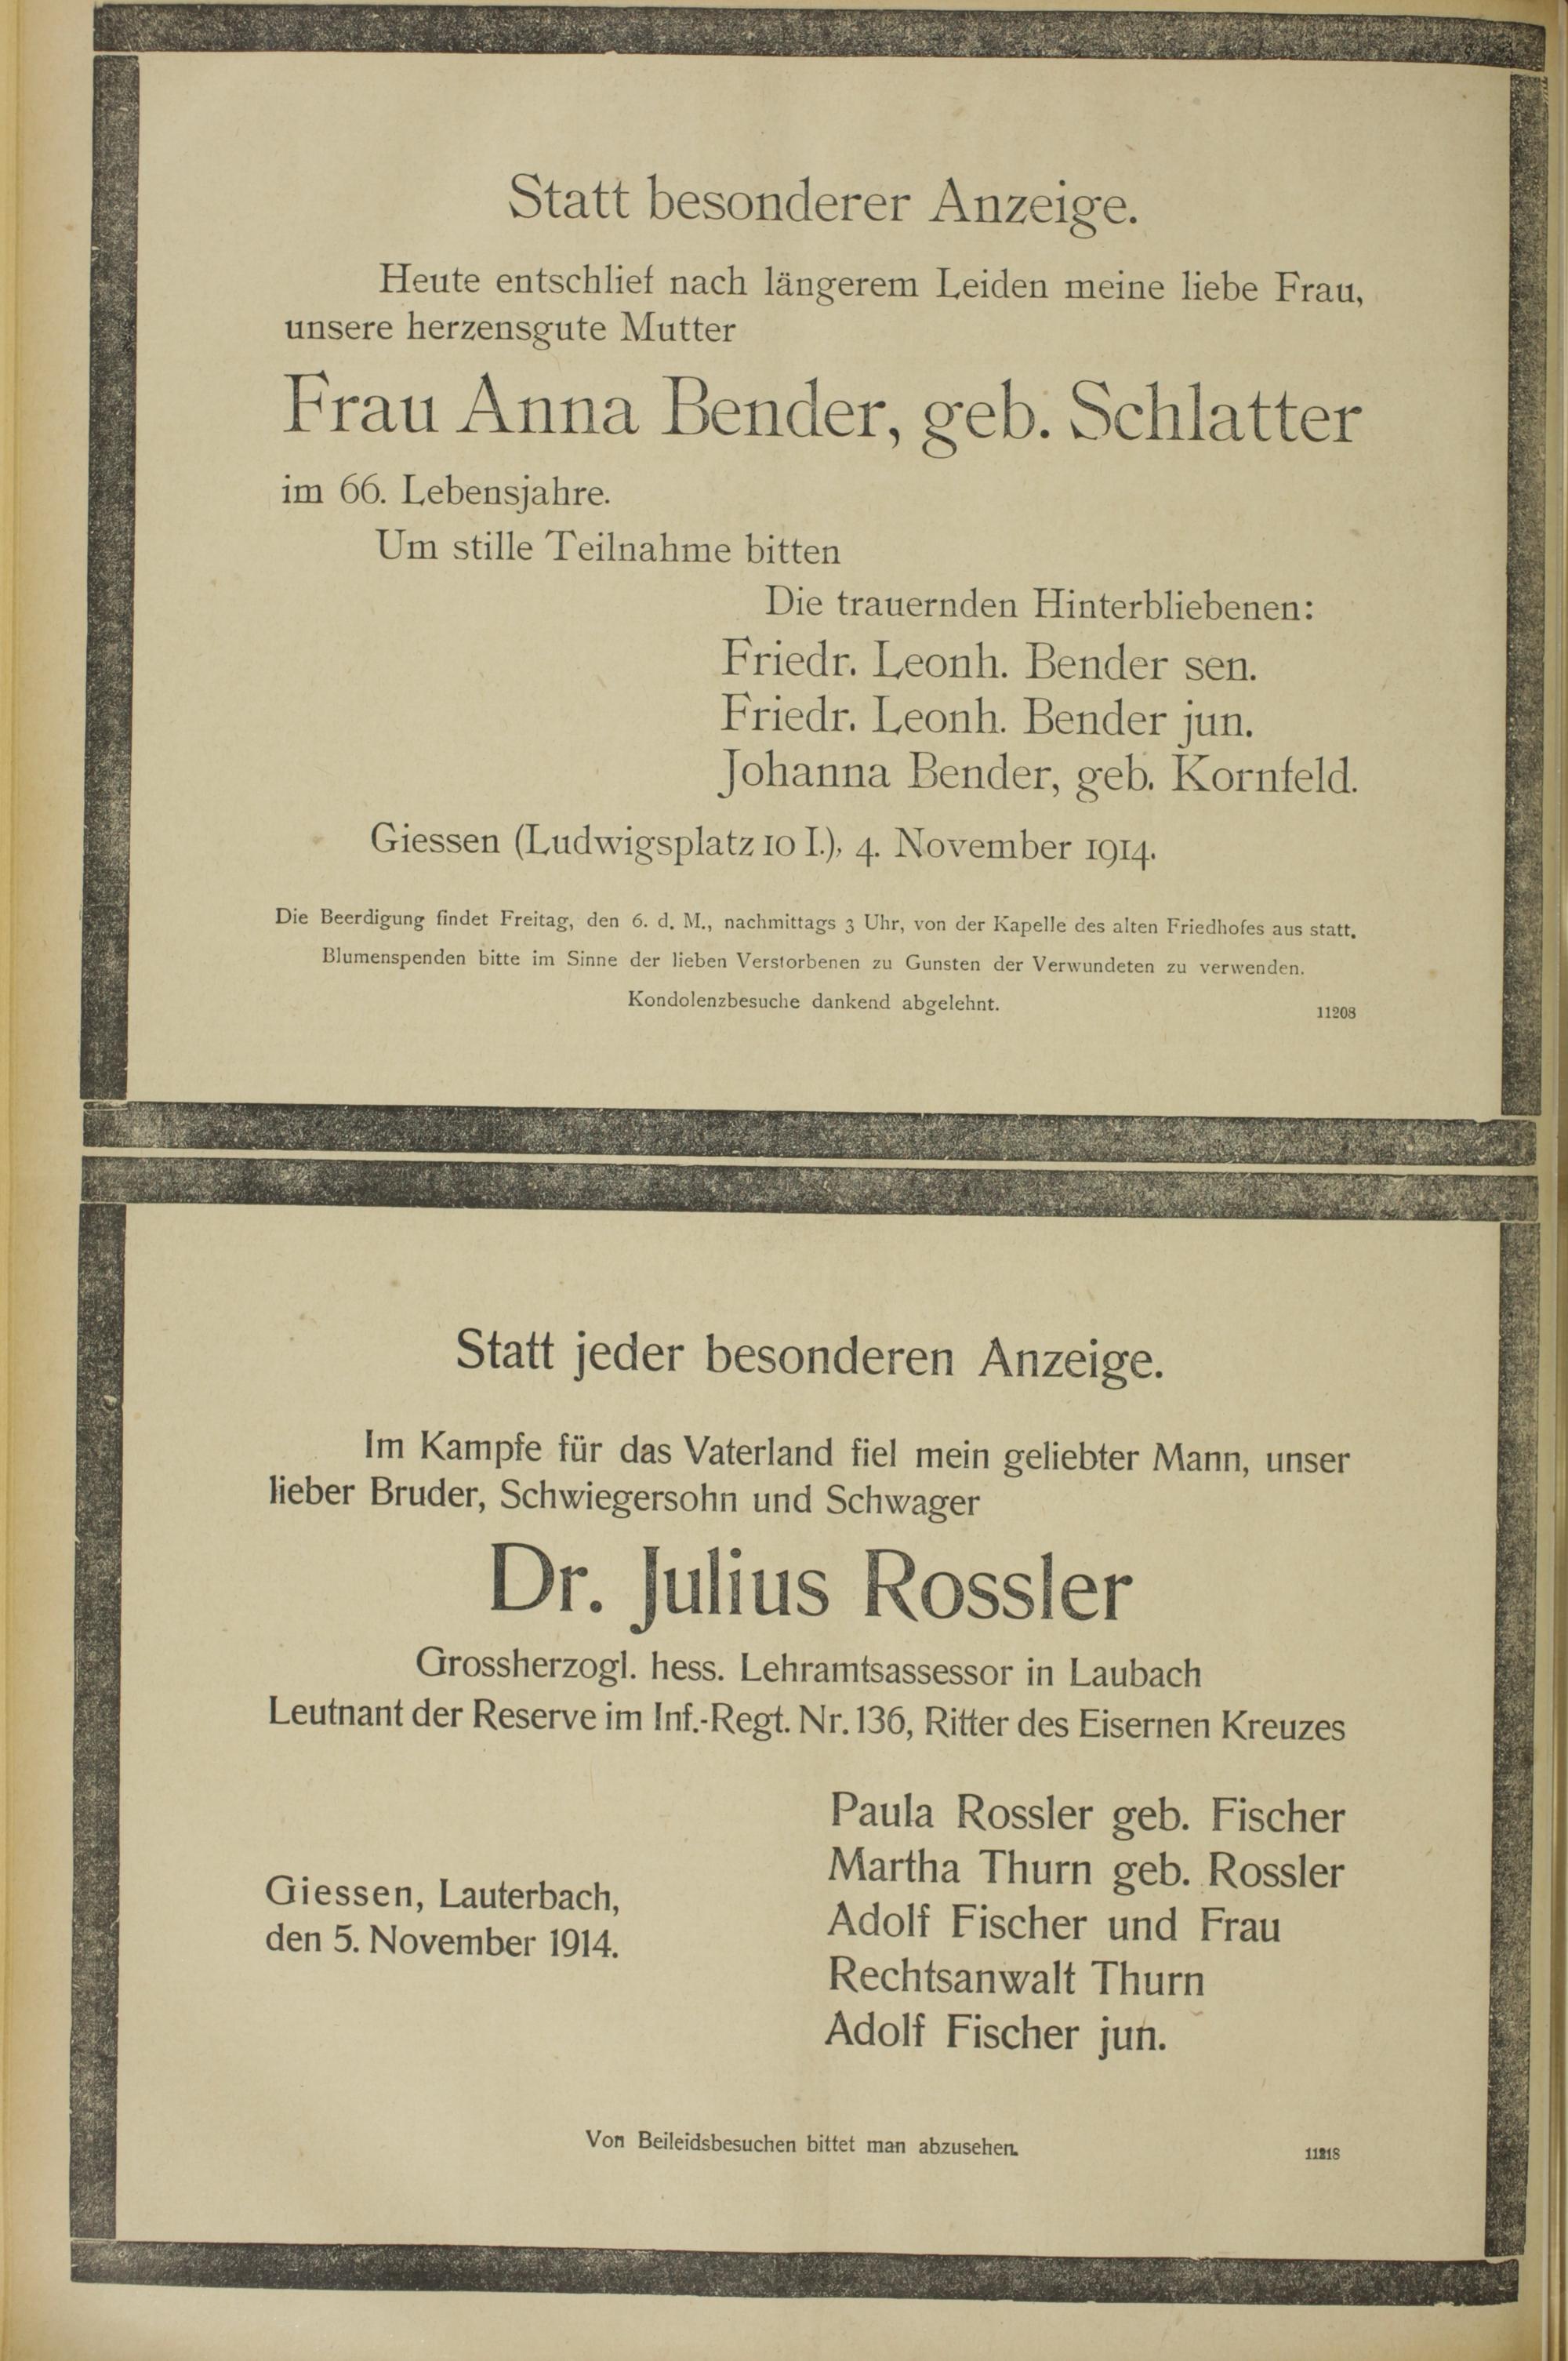 Statt besonderer Anzeige.
Heute entschlief nach längerem Leiden meine liebe Frau,
unsere herzensgute Mutter
Frau Anna Bender, geb. Schlatter
im 66. Lebensjahre.
Um stille Teilnahme bitten
Die trauernden Hinterbliebenen:
Friedr. Leonh. Bender sen.
Friedr. Leonh. Bender jun.
Johanna Bender, geb. Kornfeld.
Giessen (Ludwigsplatz 10 I.), 4. November 1914.
Die Beerdigung findet Freitag, den 6. d. M., nachmittags 3 Uhr, von der Kapelle des alten Friedhofes aus statt.
Blumenspenden bitte im Sinne der lieben Verstorbenen zu Gunsten der Verwundeten zu verwenden.
Kondolenzbesuche dankend abgelehnt.
11208
Statt jeder besonderen Anzeige.
Im Kampfe für das Vaterland fiel mein geliebter Mann, unser
lieber Bruder, Schwiegersohn und Schwager
Dr. Julius Rossler
Grossherzogl. hess. Lehramtsassessor in Laubach
Leutnant der Reserve im Inf.-Regt. Nr. 136, Ritter des Eisernen Kreuzes
Paula Rossler geb. Fischer
Martha Thurn geb. Rossler
Adolf Fischer und Frau
Rechtsanwalt Thurn
Adolf Fischer jun.
Giessen, Lauterbach,
den 5. November 1914.
Von Beileidsbesuchen bittet man abzusehen.